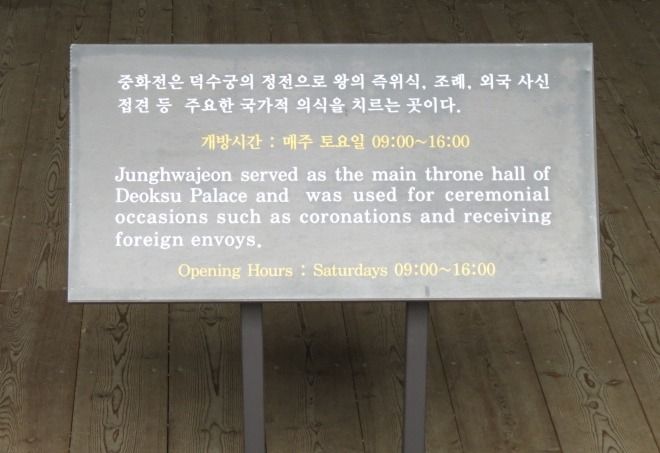 중화전은 덕수궁의 정전으로 왕의 즉위식, 조례, 외국 사신
접견 등 주요한 국가적 의식을 치르는 곳이다.
개방시간 : 매주 토요일 09:00~16:00
Junghwajeon served as the main throne hall of
Deoksu Palace and was used for ceremonial
occasions such as coronations and receiving
foreign envoys.
Opening Hours : Saturdays 09:00~16:00